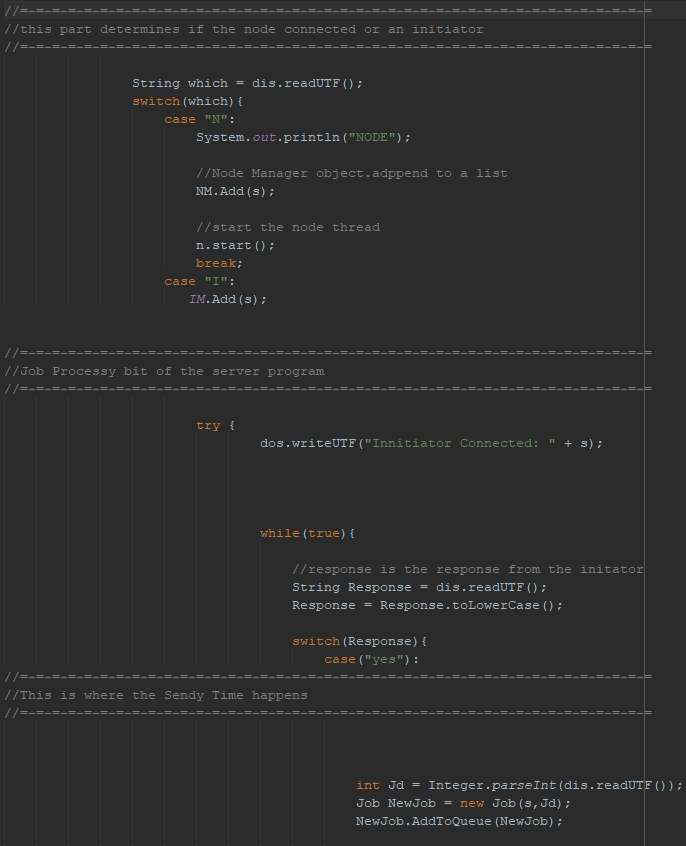 //=-=-=-=-=-=-=-=-=-=-=-=-=-=-=-=-=-=-=-=-=-=-=-=-=-=-=-=-=-=-=-=-=-=-=-=-=-=-=-=
//this part determines if the node connected or an initiator
//=-=-=-=-=-=-=-=-=-=-=-=-=-=-=-=-=-=-=-=-=-=-=-=-=-=-=-=-=-=-=-=-=-=-=-=-=-=-=-=
String which = dis.readUTF();
switch(which){
case "N":
System.out.println("NODE");
//Node Manager object.adppend to a list
NM.Add(s);
//start the node thread
n.start();
break;
case "I":
IM.Add(s);
//=-=-=-=-=-=-=-=-=-=-=-=-=-=-=-=-=-=-=-=-=-=-=-=-=-=-=-=-=-=-=-=-=-=-=-=-=-=-=-=
//Job Processy bit of the server program
//=-=-=-=-=-=-=-=-=-=-=-=-=-=-=-=-=-=-=-=-=-=-=-=-=-=-=-=-=-=-=-=-=-=-=-=-=-=-=-=
try {
dos.writeUTF("Innitiator Connected: " + s);
while(true){
//response is the response from the initator
String Response = dis.readUTF();
Response = Response.toLowerCase();
switch(Response){
case("yes"):
//=-=-=-=-=-=-=-=-=-=-=-=-=-=-=-=-=-=-=-=-=-=-=-=-=-=-=-=-=-=-=-=-=-=-=-=-=-=-=-=
//This is where the Sendy Time happens
//=-=-=-=-=-=-=-=-=-=-=-=-=-=-=-=-=-=-=-=-=-=-=-=-=-=-=-=-=-=-=-=-=-=-=-=-=-=-=-=
int Jd = Integer.parseInt(dis.readUTF());
Job NewJob = new Job(s,Jd);
NewJob.AddToQueue(NewJob);